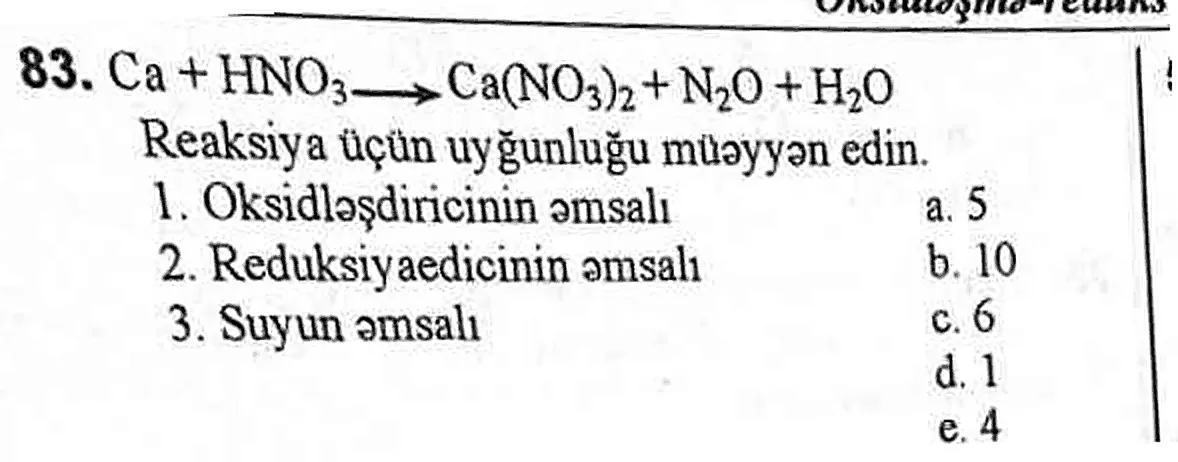 83. Ca + HNO₃ → Ca(NO₃)₂ + N₂O + H₂O
Reaksiya üçün uyğunluğu müəyyən edin.
1. Oksidləşdiricinin əmsalı a. 5
2. Reduksiyaedicinin əmsalı b. 10
3. Suyun əmsalı c. 6
d. 1
e. 4